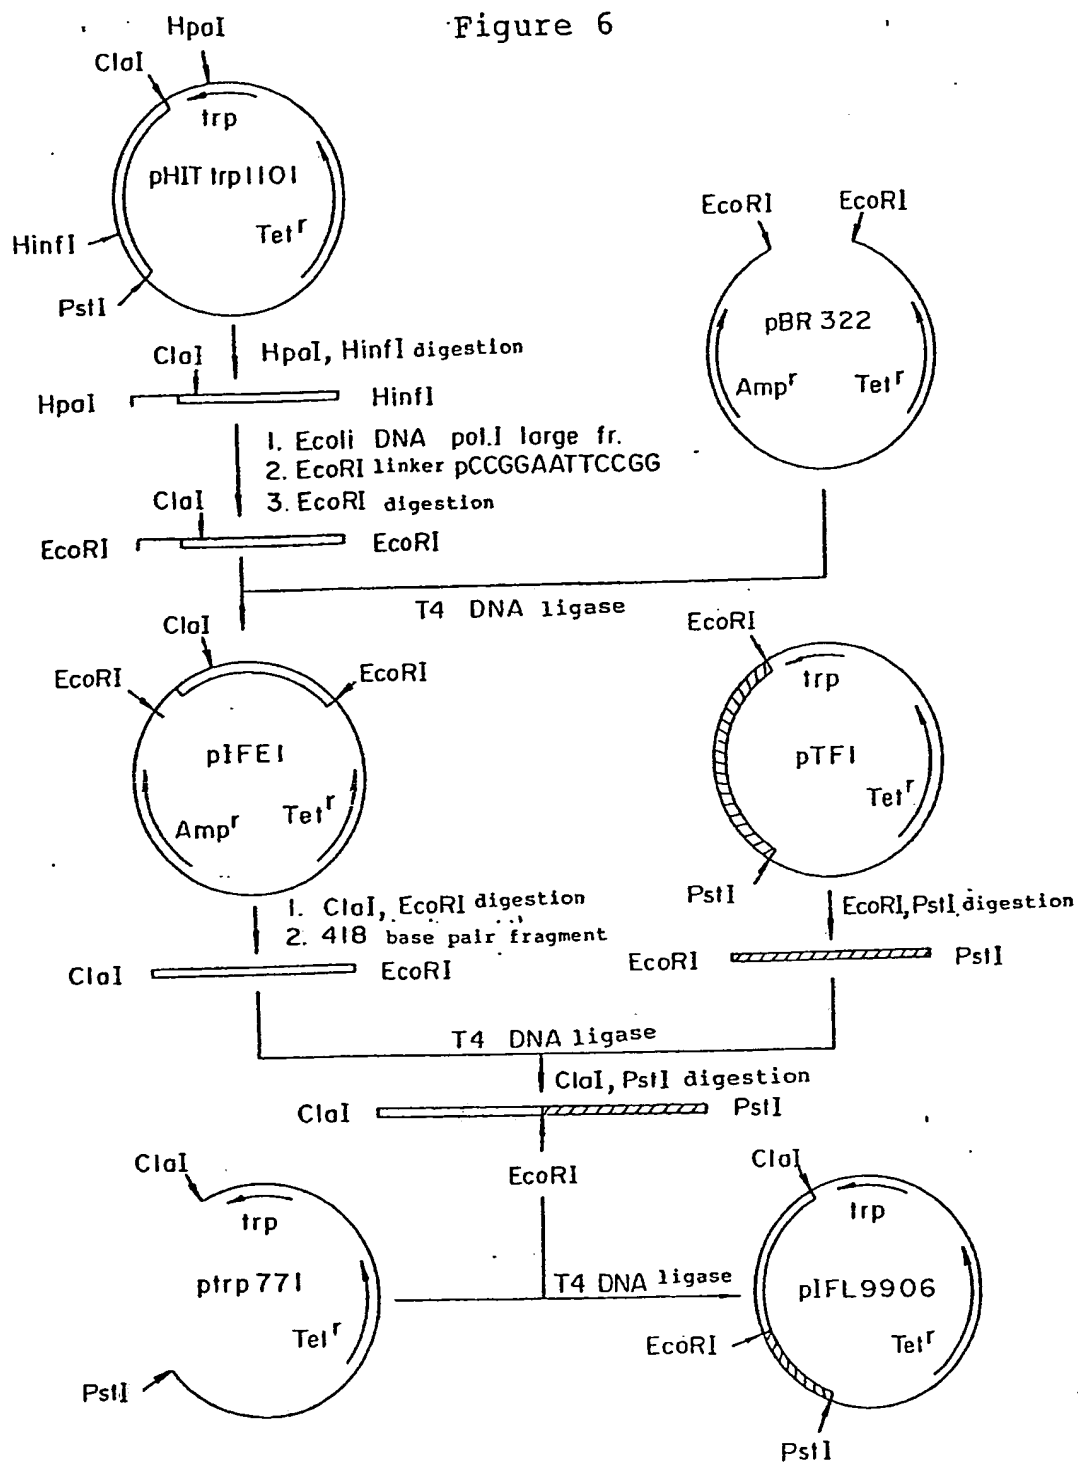 Figure 6
HpaI
ClaI
trp
pHIT trp1101
Tet^r
HinfI
PstI
EcoRI
EcoRI
pBR 322
Amp^r
Tet^r
HpaI, HinfI digestion
ClaI
HpaI
HinfI
1. Ecoli DNA pol.I large fr.
2. EcoRI linker pCCGGAATTCCGG
3. EcoRI digestion
ClaI
EcoRI
EcoRI
T4 DNA ligase
ClaI
EcoRI
EcoRI
pIFE1
Amp^r
Tet^r
EcoRI
trp
pTF1
Tet^r
PstI
1. ClaI, EcoRI digestion
2. 418 base pair fragment
EcoRI, PstI digestion
ClaI
EcoRI
EcoRI
PstI
T4 DNA ligase
ClaI, PstI digestion
ClaI
PstI
EcoRI
ClaI
trp
ptrp 771
Tet^r
PstI
T4 DNA ligase
ClaI
trp
pIFL9906
EcoRI
Tet^r
PstI